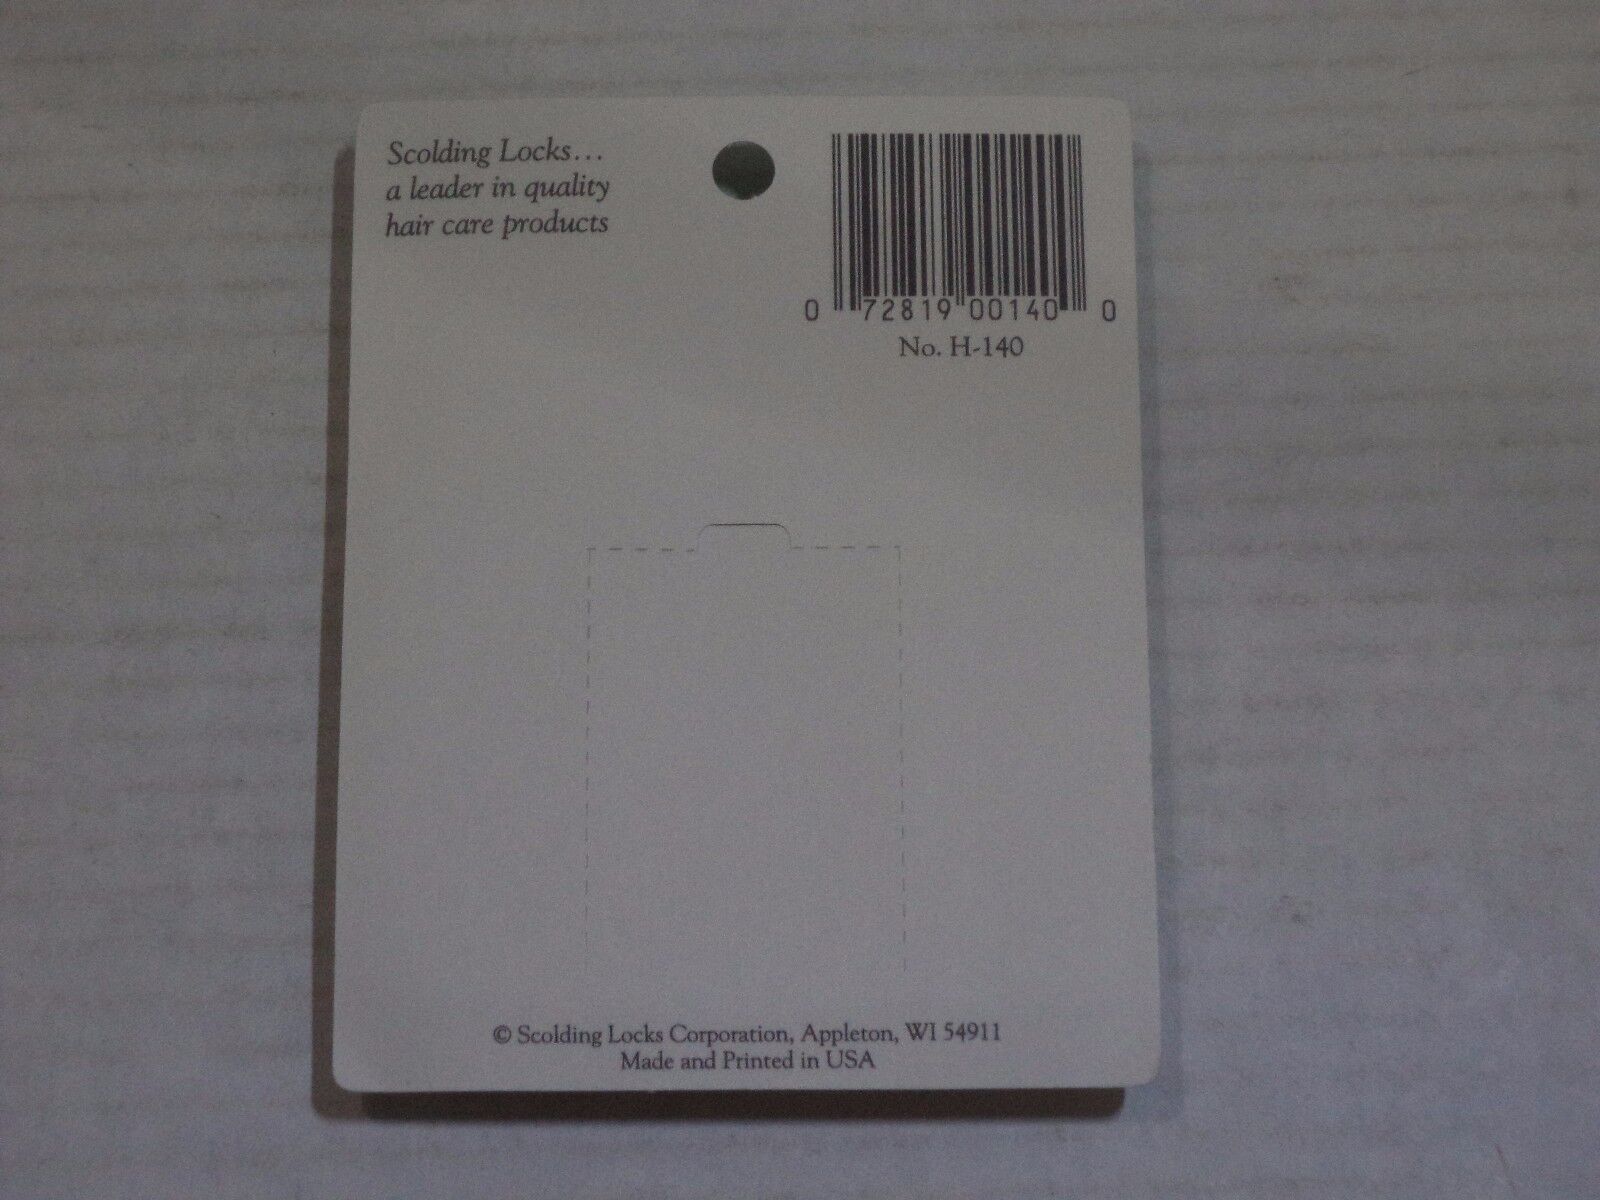 Scolding Locks...
a leader in quality
hair care products
0 72819 00140 0
No. H-140
© Scolding Locks Corporation, Appleton, WI 54911
Made and Printed in USA